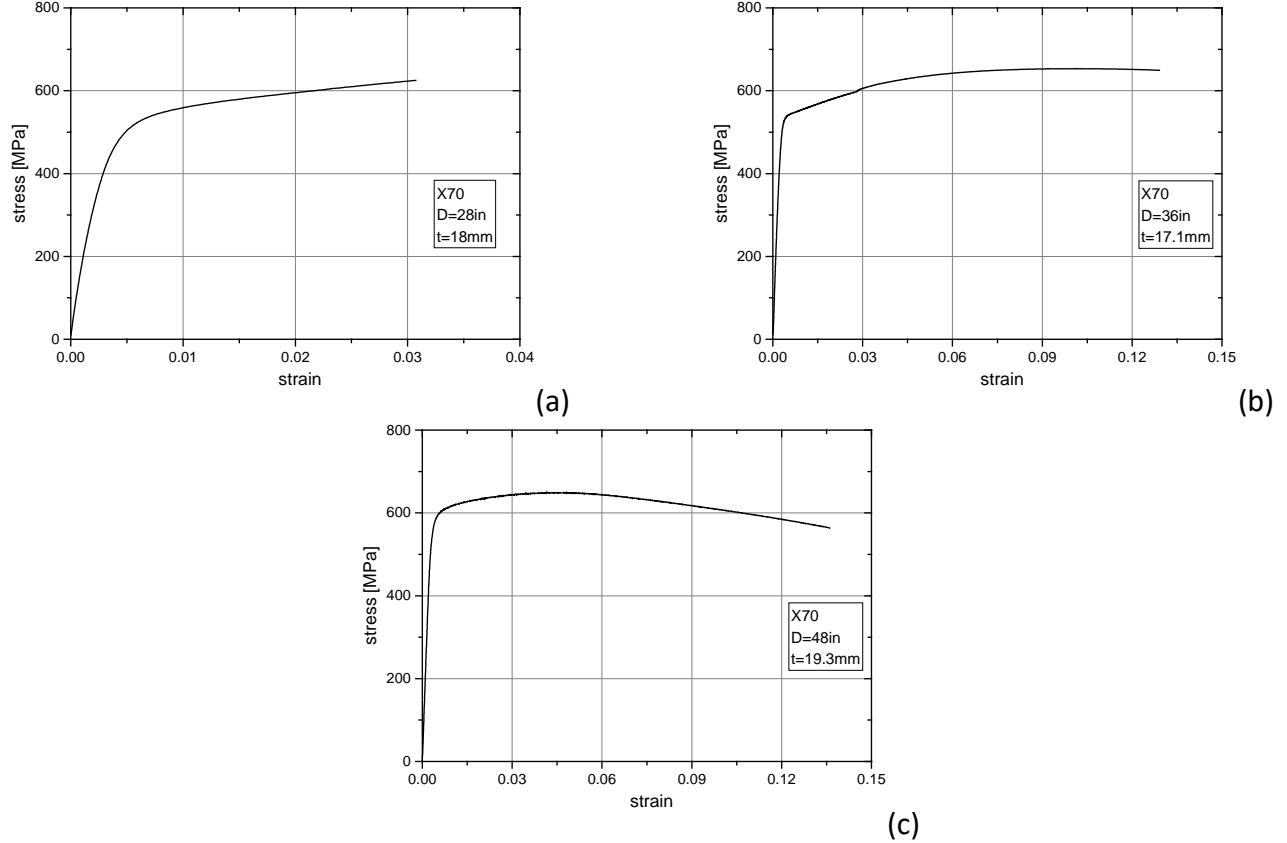 800
600
400
200
0
stress [MPa]
X70
D=28in
t=18mm
0.00 0.01 0.02 0.03 0.04
strain
(a)
800
600
400
200
0
stress [MPa]
X70
D=36in
t=17.1mm
0.00 0.03 0.06 0.09 0.12 0.15
strain
(b)
800
600
400
200
0
stress [MPa]
X70
D=48in
t=19.3mm
0.00 0.03 0.06 0.09 0.12 0.15
strain
(c)